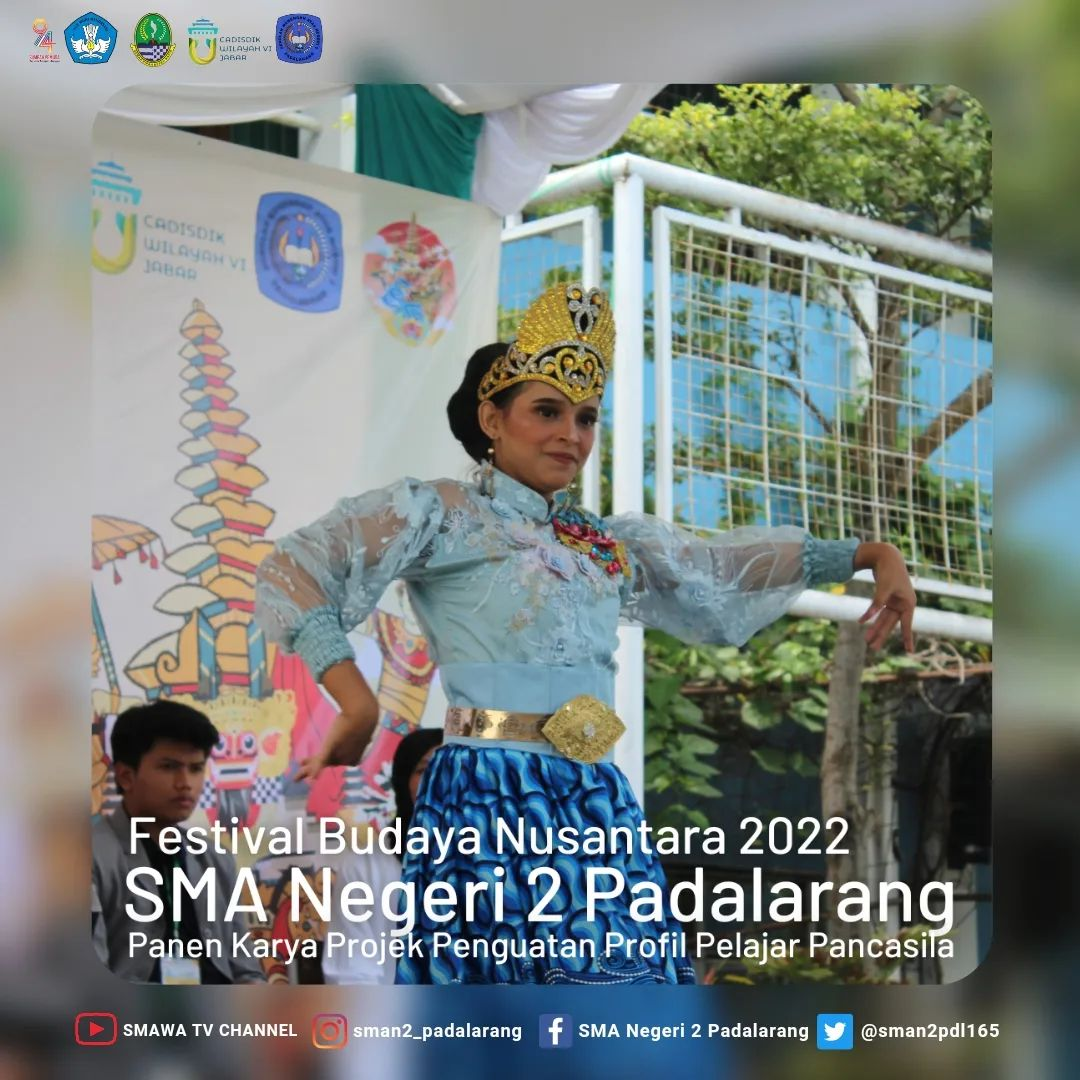 94
CADISDIK
WILAYAH VI
JABAR
CADISDIK
WILAYAH VI
JABAR
Festival Budaya Nusantara 2022
SMA Negeri 2 Padalarang
Panen Karya Projek Penguatan Profil Pelajar Pancasila
SMAWA TV CHANNEL
sman2_padalarang
SMA Negeri 2 Padalarang
@sman2pdl165